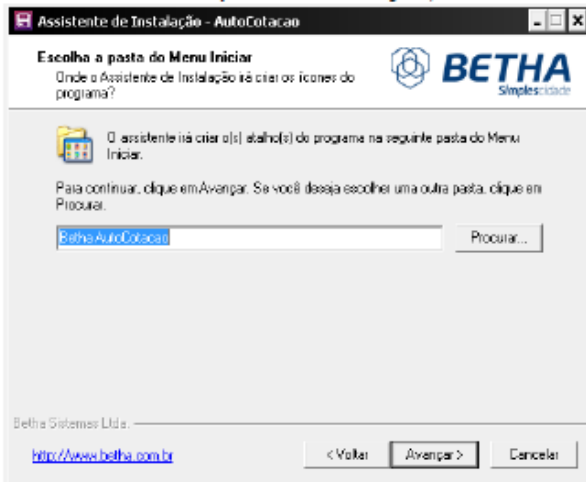 Assistente de Instalação - AutoCotacao
Escolha a pasta do Menu Iniciar
Onde o Assistente de Instalação irá criar os ícones do
programa?
BETHA
Simplescidade
O assistente irá criar o(s) atalho(s) do programa na seguinte pasta do Menu
Iniciar.
Para continuar, clique em Avançar. Se você deseja escolher uma outra pasta, clique em
Procurar.
Betha AutoCotacao
Procurar...
Betha Sistemas Ltda.
http://www.betha.com.br
< Voltar
Avançar >
Cancelar